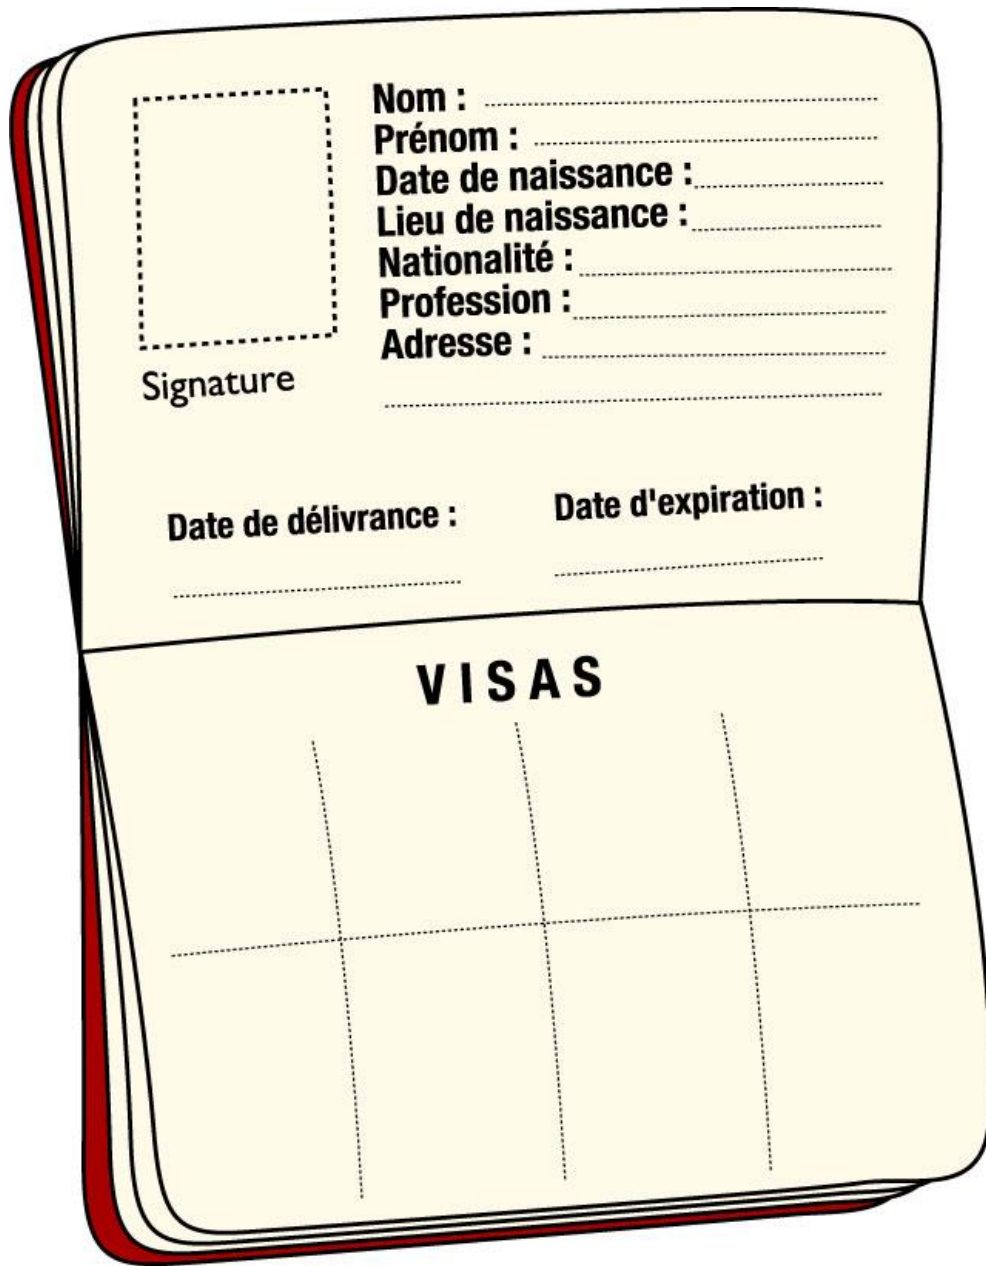 Nom :
Prénom :
Date de naissance :
Lieu de naissance :
Nationalité :
Profession :
Adresse :
Signature
Date de délivrance :
Date d'expiration :
VISAS